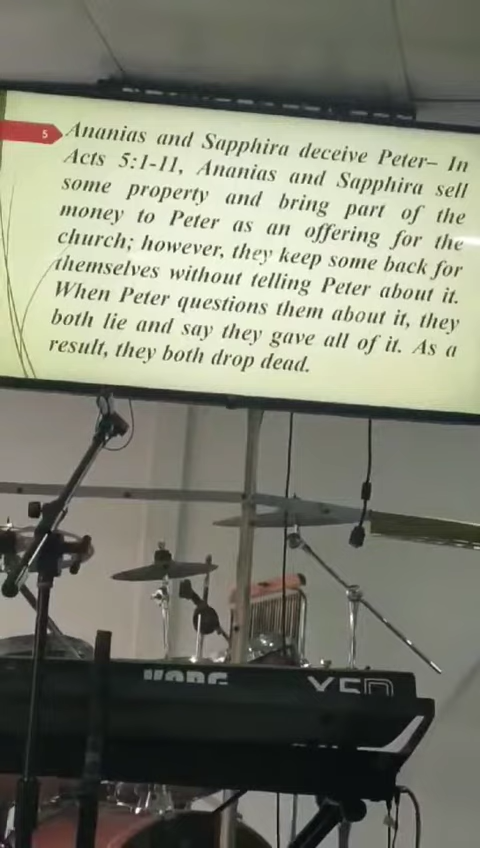 5
Ananias and Sapphira deceive Peter– In
Acts 5:1-11, Ananias and Sapphira sell
some property and bring part of the
money to Peter as an offering for the
church; however, they keep some back for
themselves without telling Peter about it.
When Peter questions them about it, they
both lie and say they gave all of it. As a
result, they both drop dead.
KORG